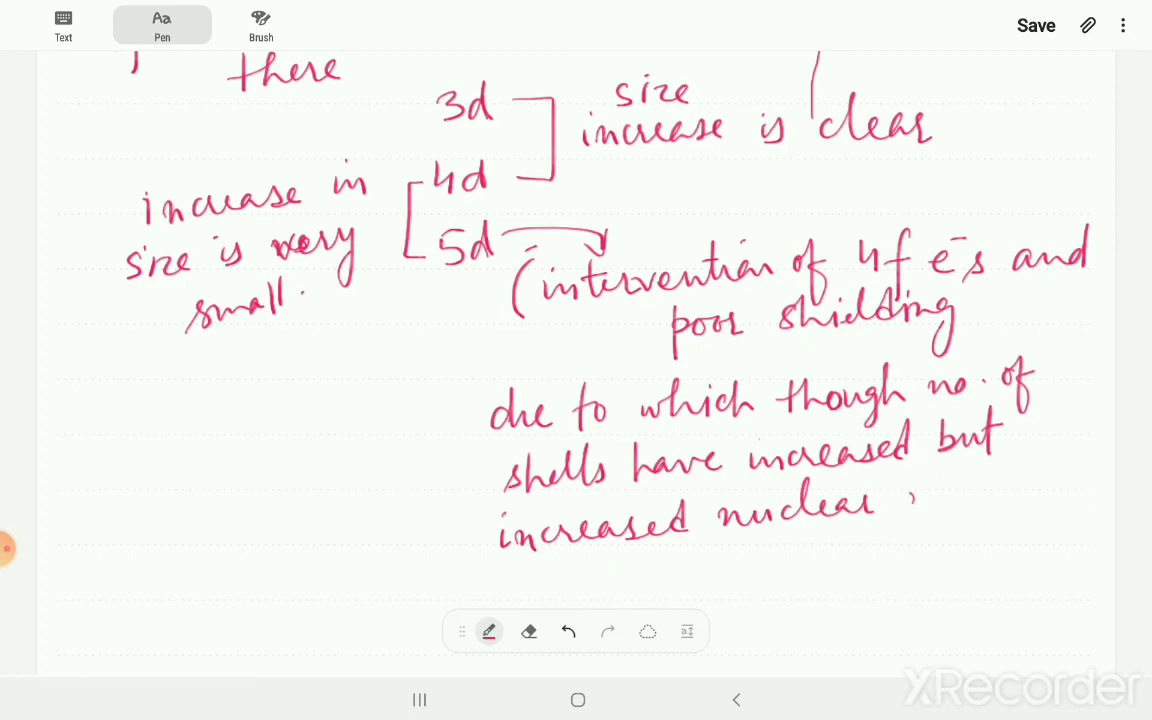 Text
Aa
Pen
Brush
Save
there
3d
size
increase is clear
4d
increase in
size is very
small.
5d
(intervention of 4f e⁻s and
poor shielding
due to which though no. of
shells have increased but
increased nuclear
XRecorder